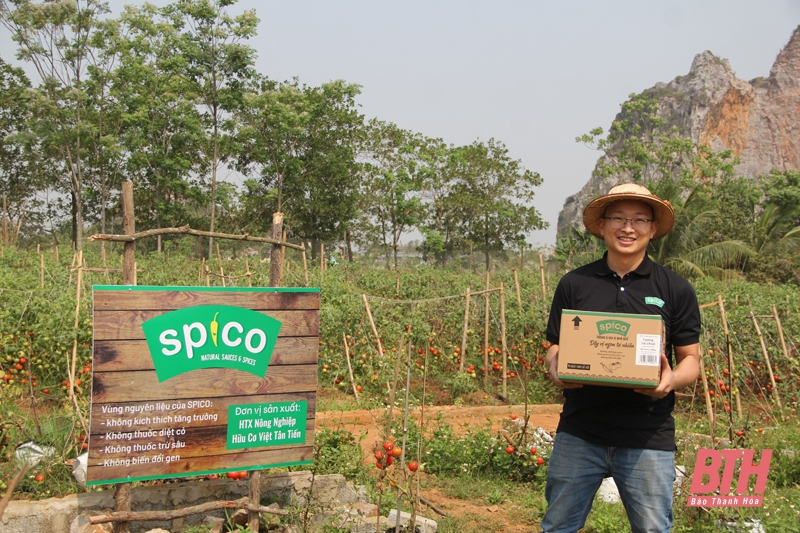 spico
NATURAL SAUCES & SPICES
Vùng nguyên liệu của SPICO:
- Không kích thích tăng trưởng
- Không thuốc diệt cỏ
- Không thuốc trừ sâu
- Không biến đổi gen
Đơn vị sản xuất:
HTX Nông Nghiệp
Hữu Cơ Việt Tân Tiến
spico
spico
BTH
Báo Thanh Hóa